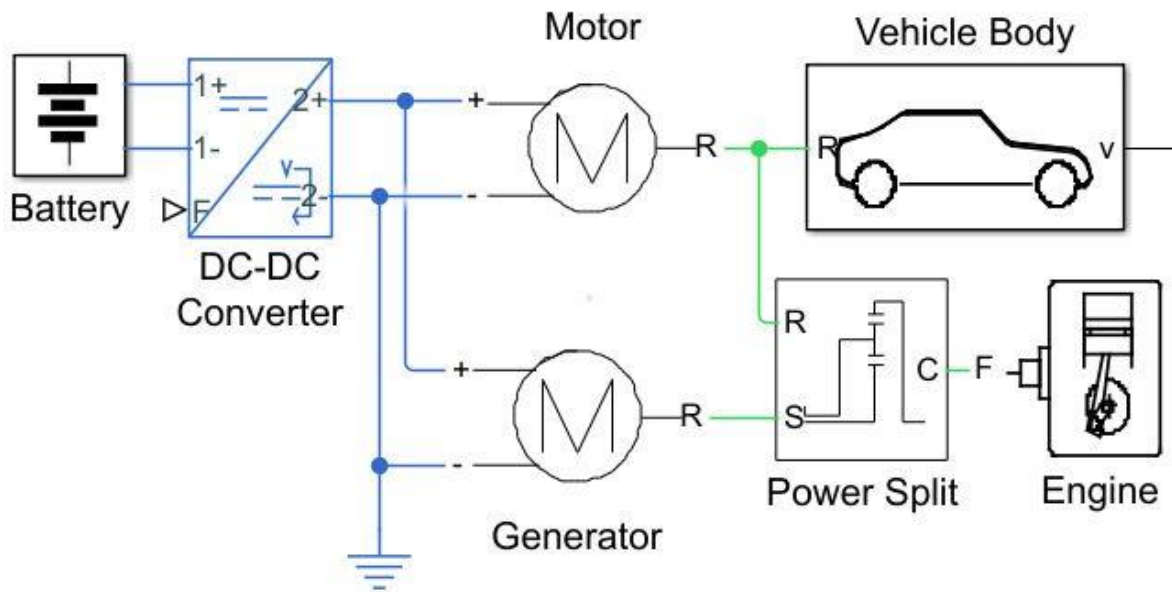 Motor
Vehicle Body
1+
2+
+
M
R
R
v
1-
2-
v
-
F
Battery
DC-DC
Converter
R
+
M
R
S
C
F
-
Power Split
Engine
Generator